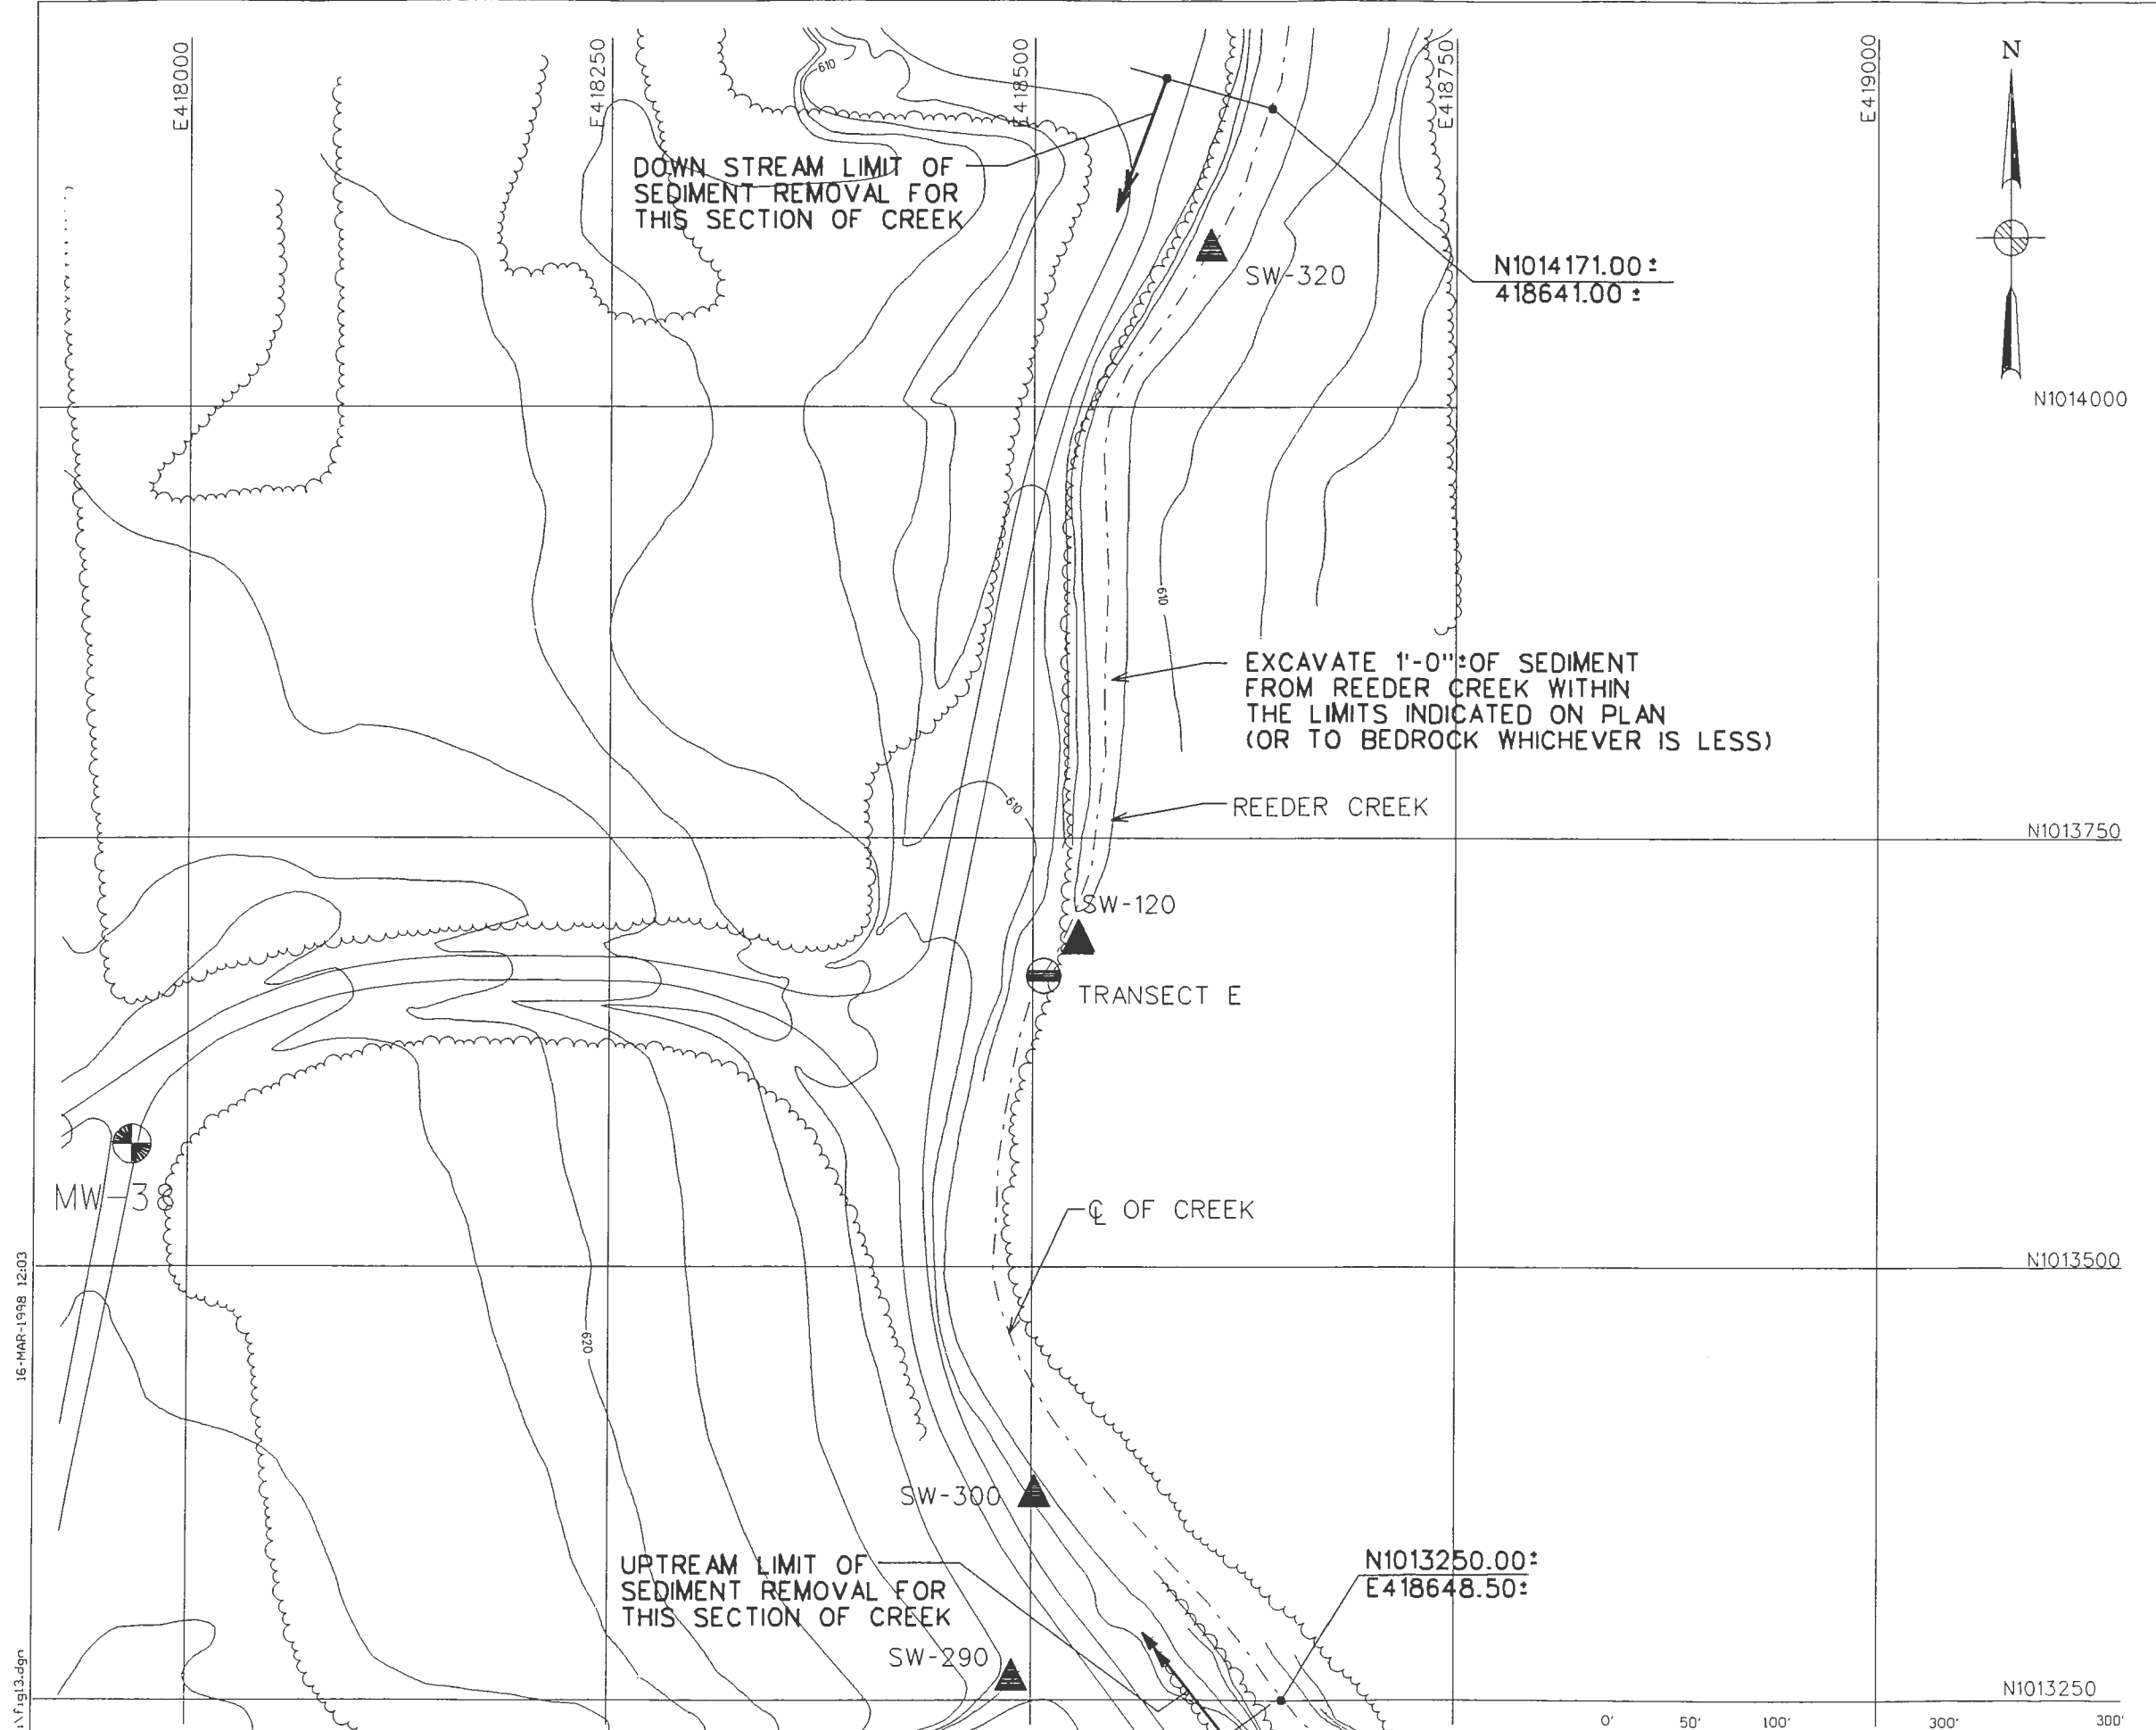 E418000
E418250
E418500
E418750
E419000
N
610
DOWN STREAM LIMIT OF
SEDIMENT REMOVAL FOR
THIS SECTION OF CREEK
SW-320
N1014171.00±
418641.00±
N1014000
610
EXCAVATE 1'-0"± OF SEDIMENT
FROM REEDER CREEK WITHIN
THE LIMITS INDICATED ON PLAN
(OR TO BEDROCK WHICHEVER IS LESS)
610
REEDER CREEK
N1013750
SW-120
TRANSECT E
MW-38
℄ OF CREEK
N1013500
16-MAR-1998 12:03
620
SW-300
UPTREAM LIMIT OF
SEDIMENT REMOVAL FOR
THIS SECTION OF CREEK
N1013250.00±
E418648.50±
SW-290
N1013250
\fig13.dgn
0' 50' 100' 300' 300'